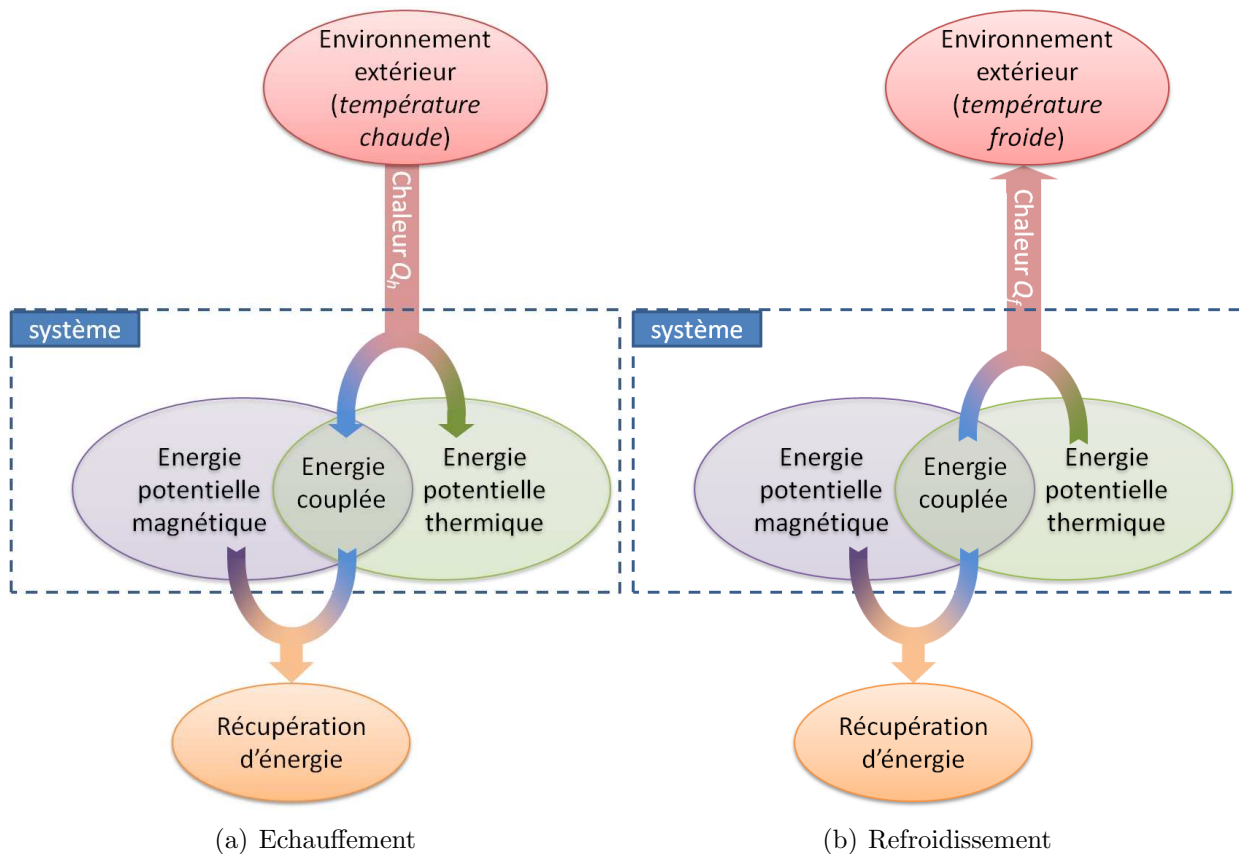 Environnement
extérieur
(température
chaude)
Chaleur Qh
système
Energie
potentielle
magnétique
Energie
couplée
Energie
potentielle
thermique
Récupération
d'énergie
(a) Echauffement
Environnement
extérieur
(température
froide)
Chaleur Qf
système
Energie
potentielle
magnétique
Energie
couplée
Energie
potentielle
thermique
Récupération
d'énergie
(b) Refroidissement